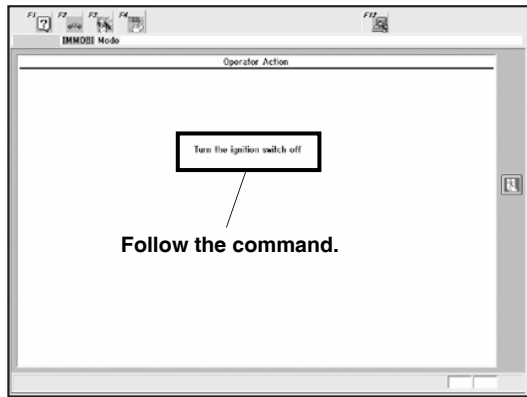 F1 F2 F3 F4 F12
IMMOBI Mode
Operator Action
Turn the ignition switch off
Follow the command.